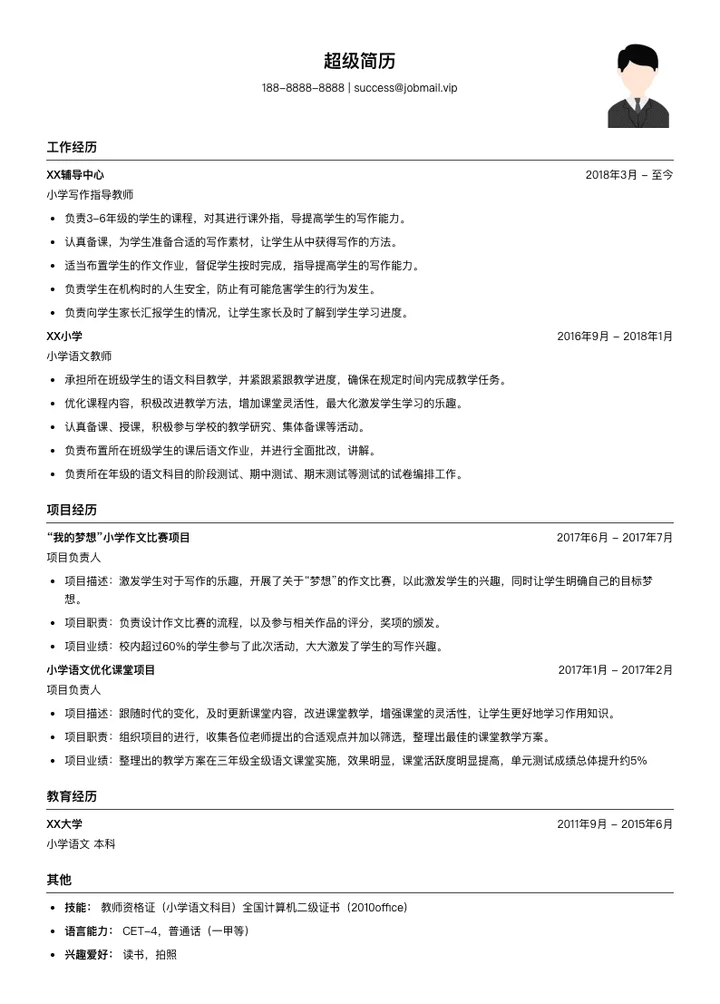 超级简历
188-8888-8888 | success@jobmail.vip
工作经历
XX辅导中心 2018年3月 - 至今
小学写作指导教师
• 负责3-6年级的学生的课程，对其进行课外指，导提高学生的写作能力。
• 认真备课，为学生准备合适的写作素材，让学生从中获得写作的方法。
• 适当布置学生的作文作业，督促学生按时完成，指导提高学生的写作能力。
• 负责学生在机构时的人生安全，防止有可能危害学生的行为发生。
• 负责向学生家长汇报学生的情况，让学生家长及时了解到学生学习进度。
XX小学 2016年9月 - 2018年1月
小学语文教师
• 承担所在班级学生的语文科目教学，并紧跟紧跟教学进度，确保在规定时间内完成教学任务。
• 优化课程内容，积极改进教学方法，增加课堂灵活性，最大化激发学生学习的乐趣。
• 认真备课、授课，积极参与学校的教学研究、集体备课等活动。
• 负责布置所在班级学生的课后语文作业，并进行全面批改，讲解。
• 负责所在年级的语文科目的阶段测试、期中测试、期末测试等测试的试卷编排工作。
项目经历
“我的梦想”小学作文比赛项目 2017年6月 - 2017年7月
项目负责人
• 项目描述：激发学生对于写作的乐趣，开展了关于“梦想”的作文比赛，以此激发学生的兴趣，同时让学生明确自己的目标梦
想。
• 项目职责：负责设计作文比赛的流程，以及参与相关作品的评分，奖项的颁发。
• 项目业绩：校内超过60%的学生参与了此次活动，大大激发了学生的写作兴趣。
小学语文优化课堂项目 2017年1月 - 2017年2月
项目负责人
• 项目描述：跟随时代的变化，及时更新课堂内容，改进课堂教学，增强课堂的灵活性，让学生更好地学习作用知识。
• 项目职责：组织项目的进行，收集各位老师提出的合适观点并加以筛选，整理出最佳的课堂教学方案。
• 项目业绩：整理出的教学方案在三年级全级语文课堂实施，效果明显，课堂活跃度明显提高，单元测试成绩总体提升约5%
教育经历
XX大学 2011年9月 - 2015年6月
小学语文 本科
其他
• 技能： 教师资格证（小学语文科目）全国计算机二级证书（2010office）
• 语言能力： CET-4，普通话（一甲等）
• 兴趣爱好： 读书，拍照